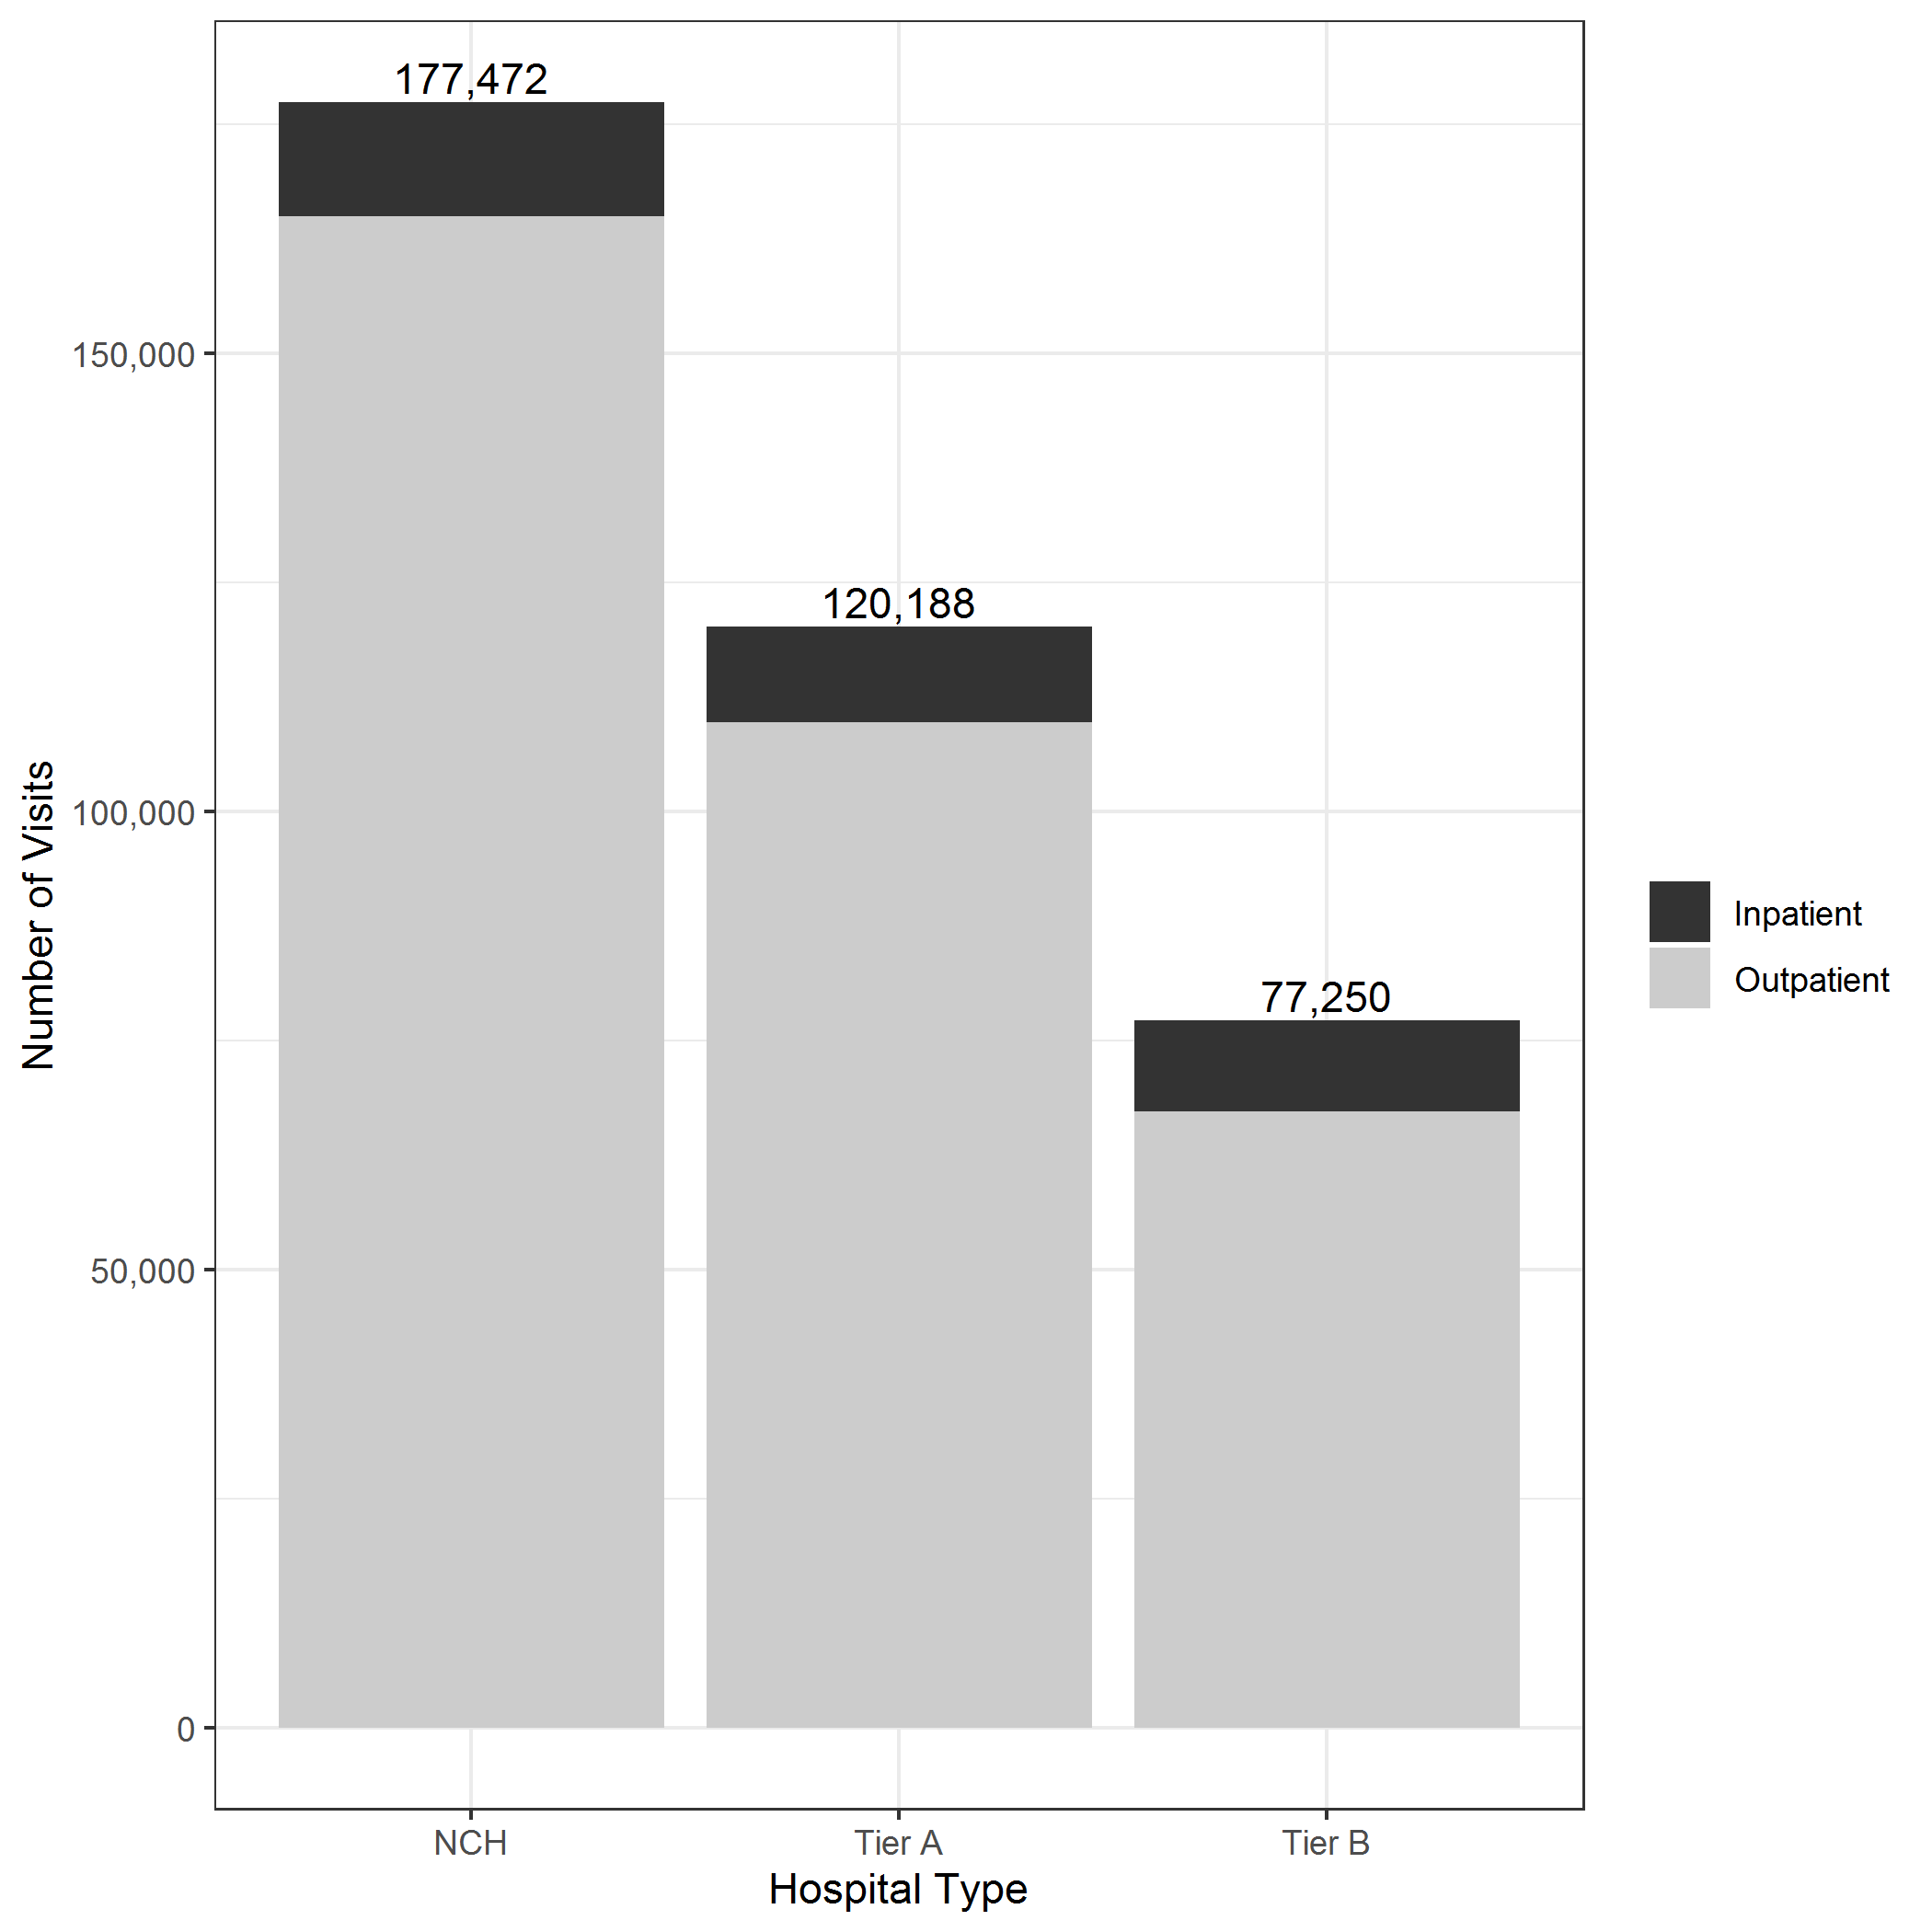 177,472
120,188
77,250
150,000
100,000
50,000
0
Number of Visits
NCH
Tier A
Tier B
Hospital Type
Inpatient
Outpatient